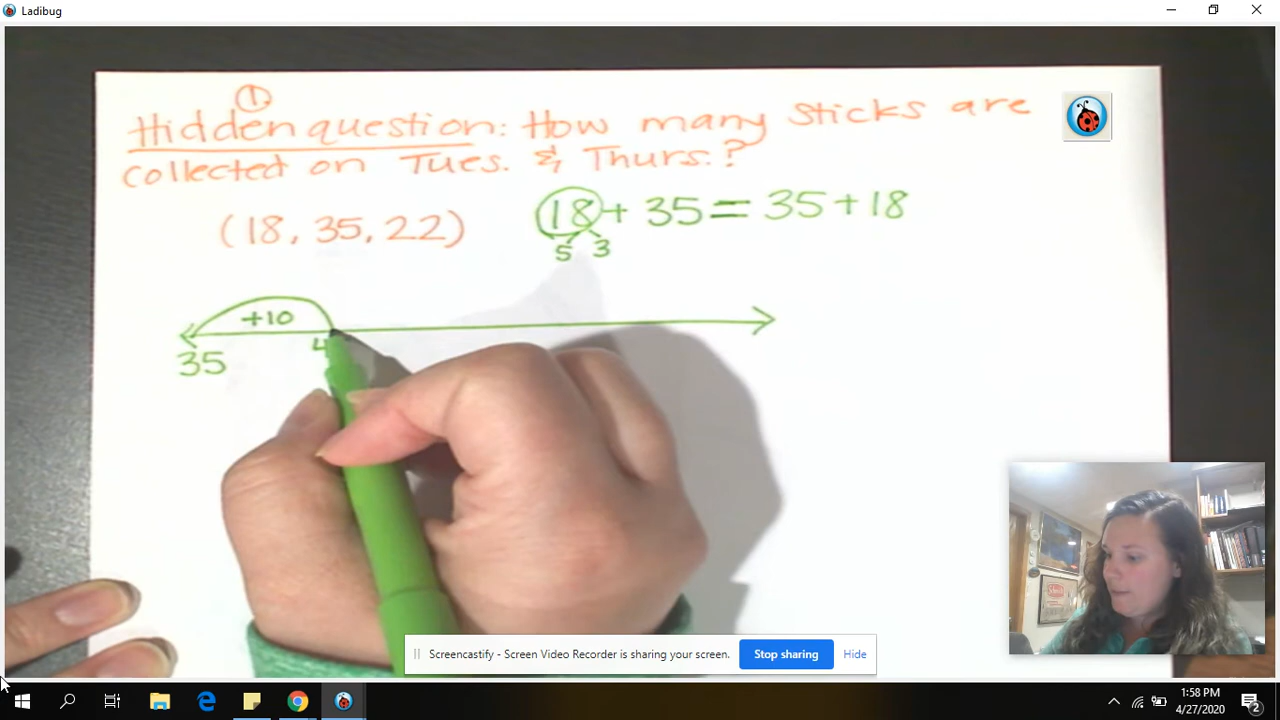 Ladibug
①
Hidden question: How many sticks are
collected on Tues. & Thurs.?
(18, 35, 22)
18 + 35 = 35 + 18
5 3
+10
35 4
Screencastify - Screen Video Recorder is sharing your screen.
Stop sharing
Hide
1:58 PM
4/27/2020
2